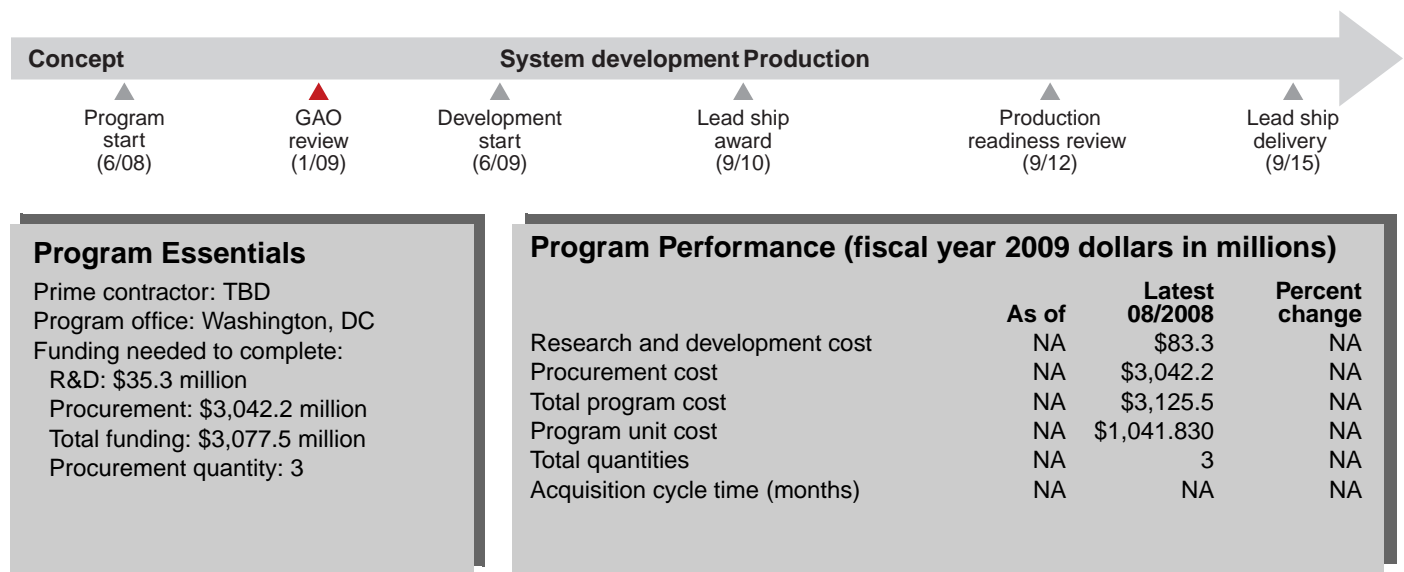 Concept System development Production
Program start (6/08)
GAO review (1/09)
Development start (6/09)
Lead ship award (9/10)
Production readiness review (9/12)
Lead ship delivery (9/15)
Program Essentials
Prime contractor: TBD
Program office: Washington, DC
Funding needed to complete:
R&D: $35.3 million
Procurement: $3,042.2 million
Total funding: $3,077.5 million
Procurement quantity: 3
Program Performance (fiscal year 2009 dollars in millions)
As of Latest 08/2008 Percent change
Research and development cost NA $83.3 NA
Procurement cost NA $3,042.2 NA
Total program cost NA $3,125.5 NA
Program unit cost NA $1,041.830 NA
Total quantities NA 3 NA
Acquisition cycle time (months) NA NA NA